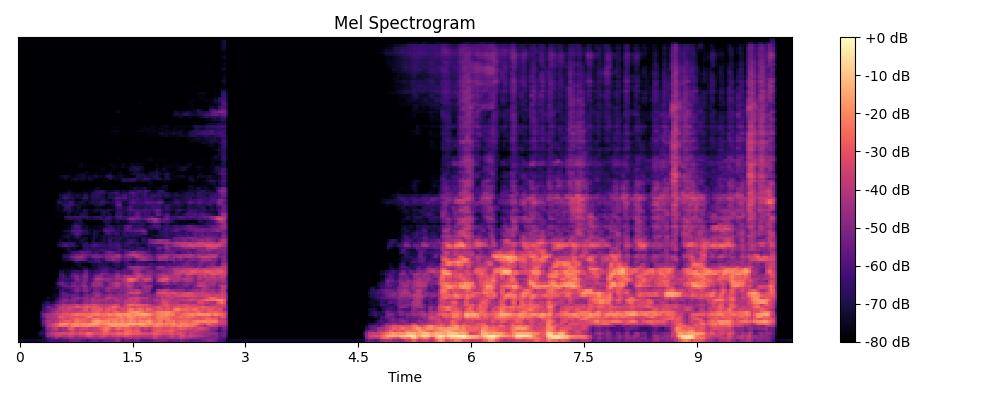 Mel Spectrogram
+0 dB
-10 dB
-20 dB
-30 dB
-40 dB
-50 dB
-60 dB
-70 dB
-80 dB
0 1.5 3 4.5 6 7.5 9
Time